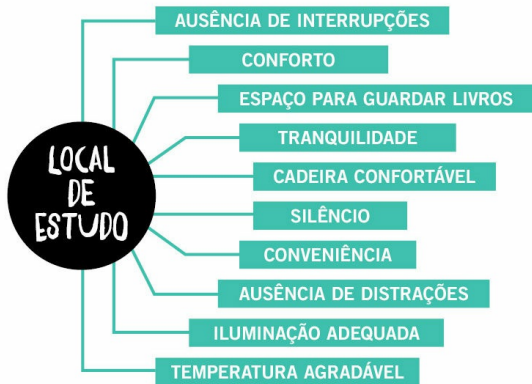 AUSÊNCIA DE INTERRUPÇÕES
CONFORTO
ESPAÇO PARA GUARDAR LIVROS
TRANQUILIDADE
LOCAL
DE
ESTUDO
CADEIRA CONFORTÁVEL
SILÊNCIO
CONVENIÊNCIA
AUSÊNCIA DE DISTRAÇÕES
ILUMINAÇÃO ADEQUADA
TEMPERATURA AGRADÁVEL